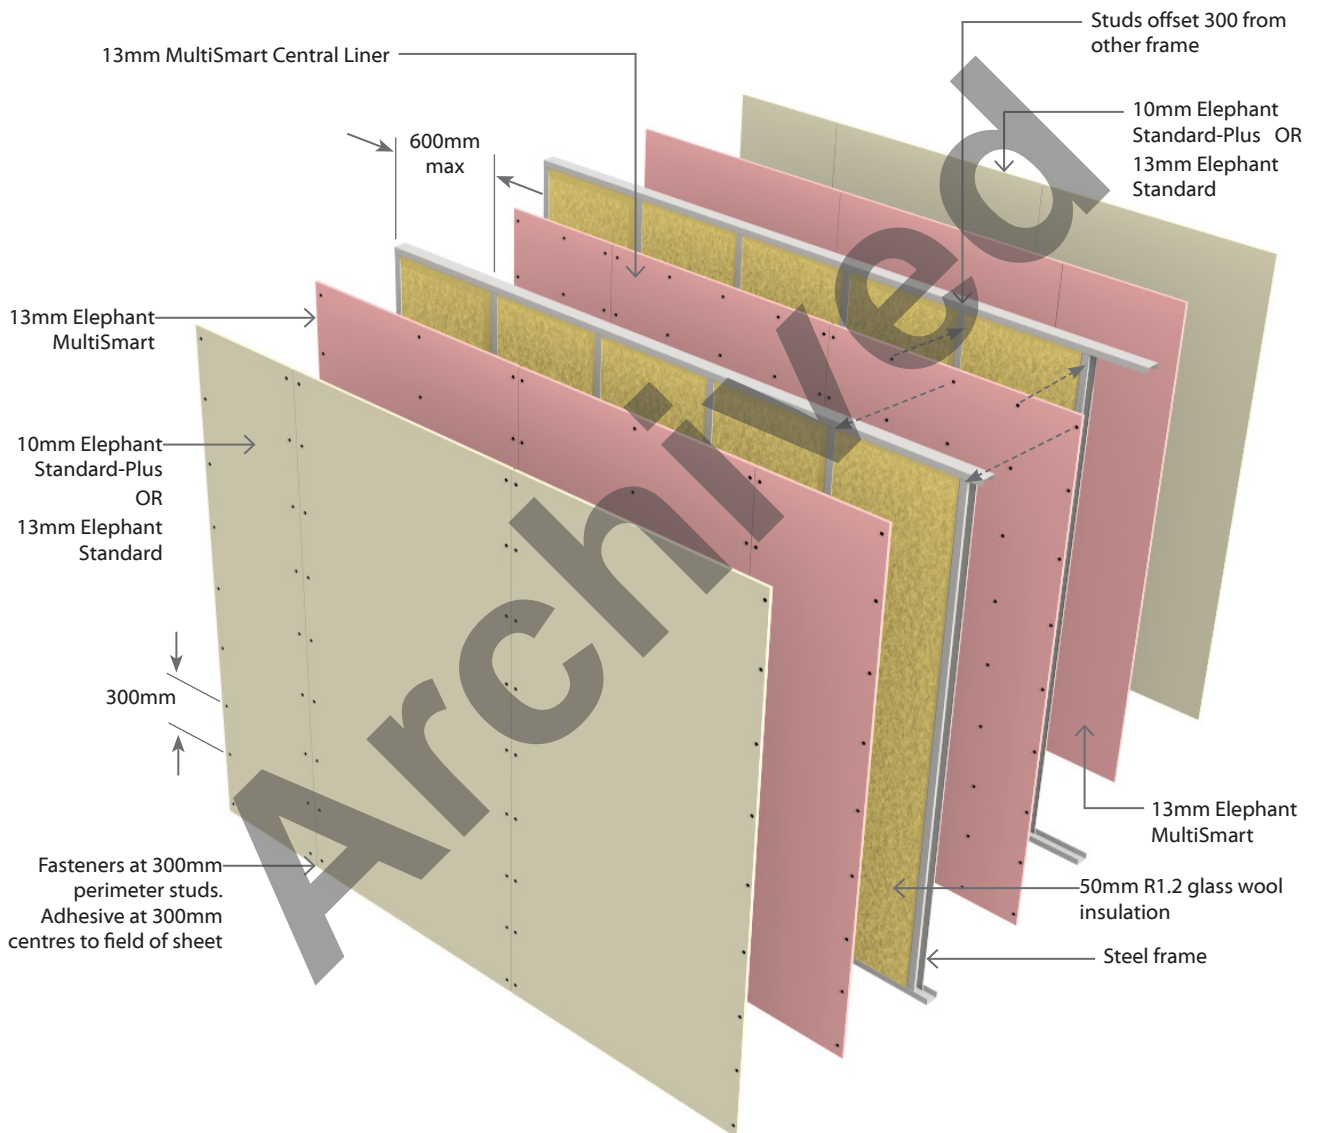 Studs offset 300 from
other frame
13mm MultiSmart Central Liner
10mm Elephant
Standard-Plus OR
13mm Elephant
Standard
600mm
max
13mm Elephant
MultiSmart
10mm Elephant
Standard-Plus
OR
13mm Elephant
Standard
300mm
13mm Elephant
MultiSmart
Fasteners at 300mm
perimeter studs.
Adhesive at 300mm
centres to field of sheet
50mm R1.2 glass wool
insulation
Steel frame
Archived